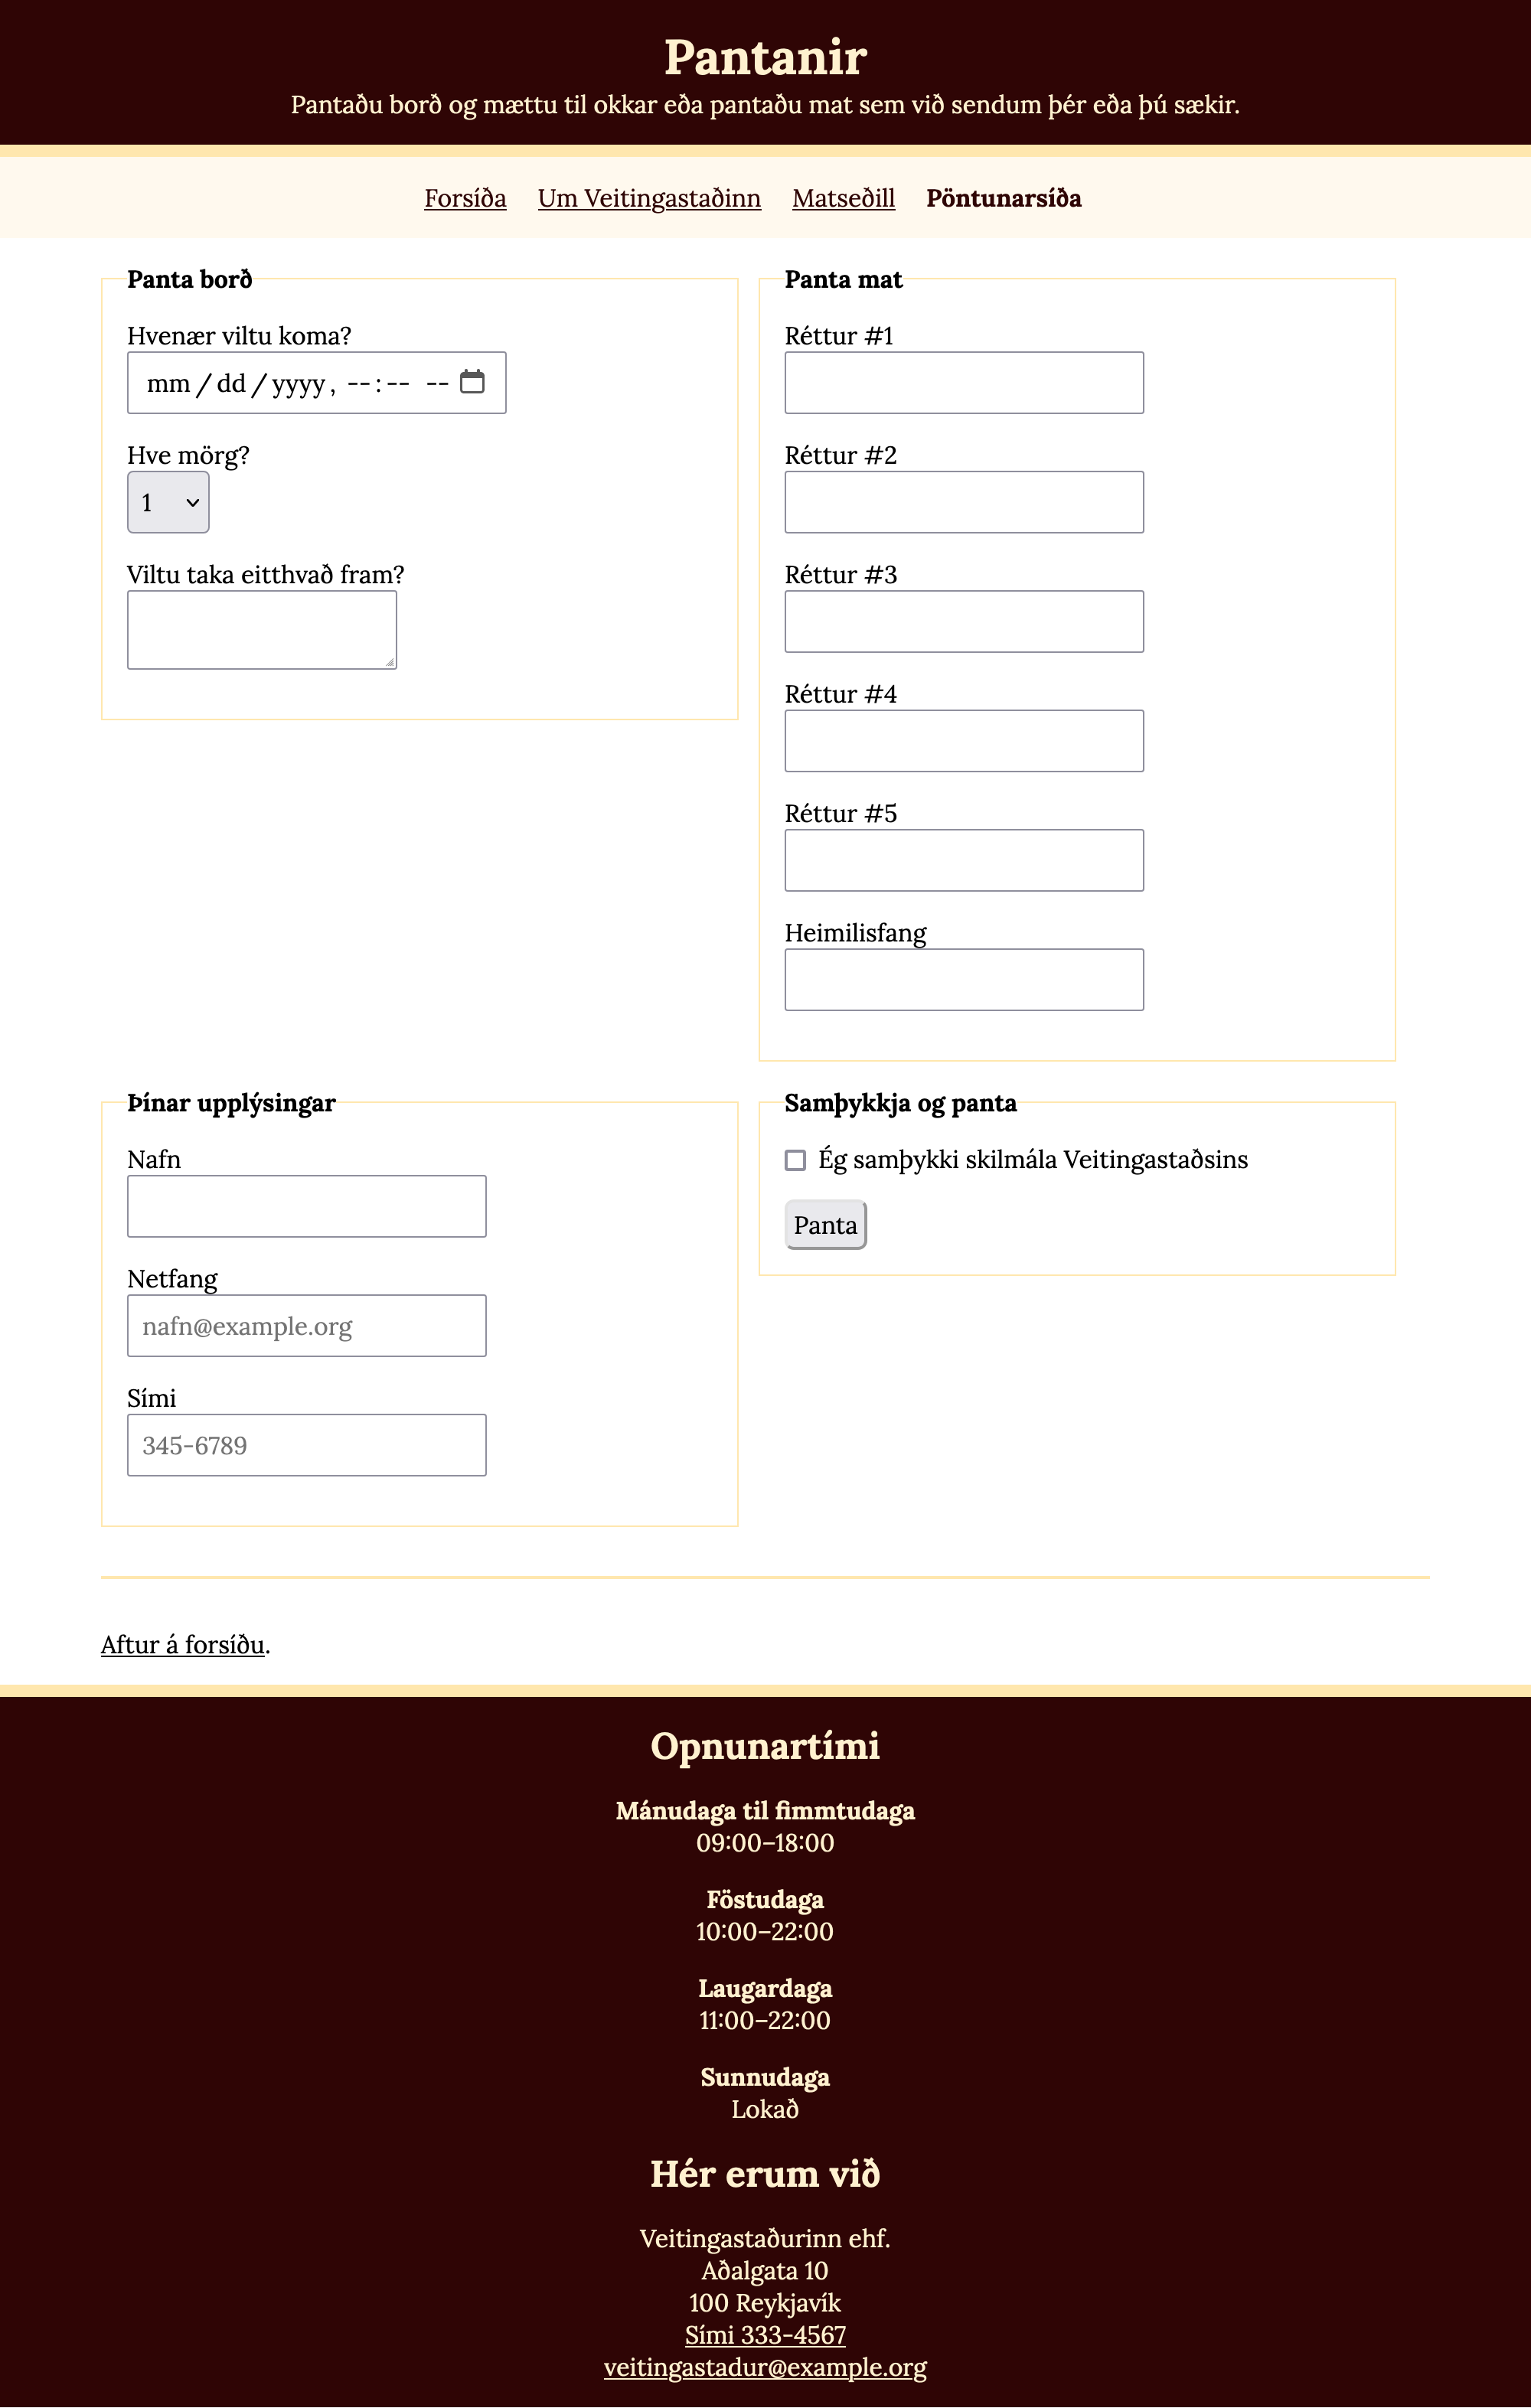 Pantanir
Pantaðu borð og mættu til okkar eða pantaðu mat sem við sendum þér eða þú sækir.
Forsíða Um Veitingastaðinn Matseðill Pöntunarsíða
Panta borð
Hvenær viltu koma?
mm/dd/yyyy, --:-- --
Hve mörg?
1
Viltu taka eitthvað fram?
Panta mat
Réttur #1
Réttur #2
Réttur #3
Réttur #4
Réttur #5
Heimilisfang
Þínar upplýsingar
Nafn
Netfang
nafn@example.org
Sími
345-6789
Samþykkja og panta
Ég samþykki skilmála Veitingastaðsins
Panta
Aftur á forsíðu.
Opnunartími
Mánudaga til fimmtudaga
09:00–18:00
Föstudaga
10:00–22:00
Laugardaga
11:00–22:00
Sunnudaga
Lokað
Hér erum við
Veitingastaðurinn ehf.
Aðalgata 10
100 Reykjavík
Sími 333-4567
veitingastadur@example.org